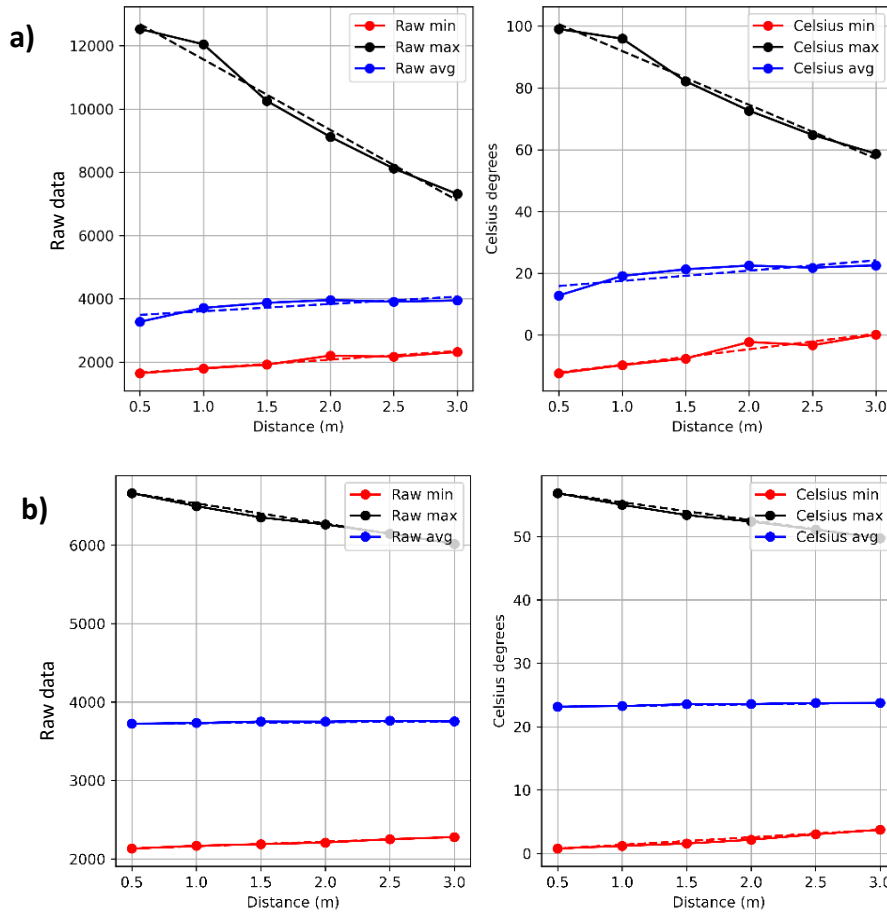 a)
Raw data
12000
10000
8000
6000
4000
2000
Raw min
Raw max
Raw avg
0.5 1.0 1.5 2.0 2.5 3.0
Distance (m)
Celsius degrees
100
80
60
40
20
0
Celsius min
Celsius max
Celsius avg
0.5 1.0 1.5 2.0 2.5 3.0
Distance (m)
b)
Raw data
6000
5000
4000
3000
2000
Raw min
Raw max
Raw avg
0.5 1.0 1.5 2.0 2.5 3.0
Distance (m)
Celsius degrees
50
40
30
20
10
0
Celsius min
Celsius max
Celsius avg
0.5 1.0 1.5 2.0 2.5 3.0
Distance (m)